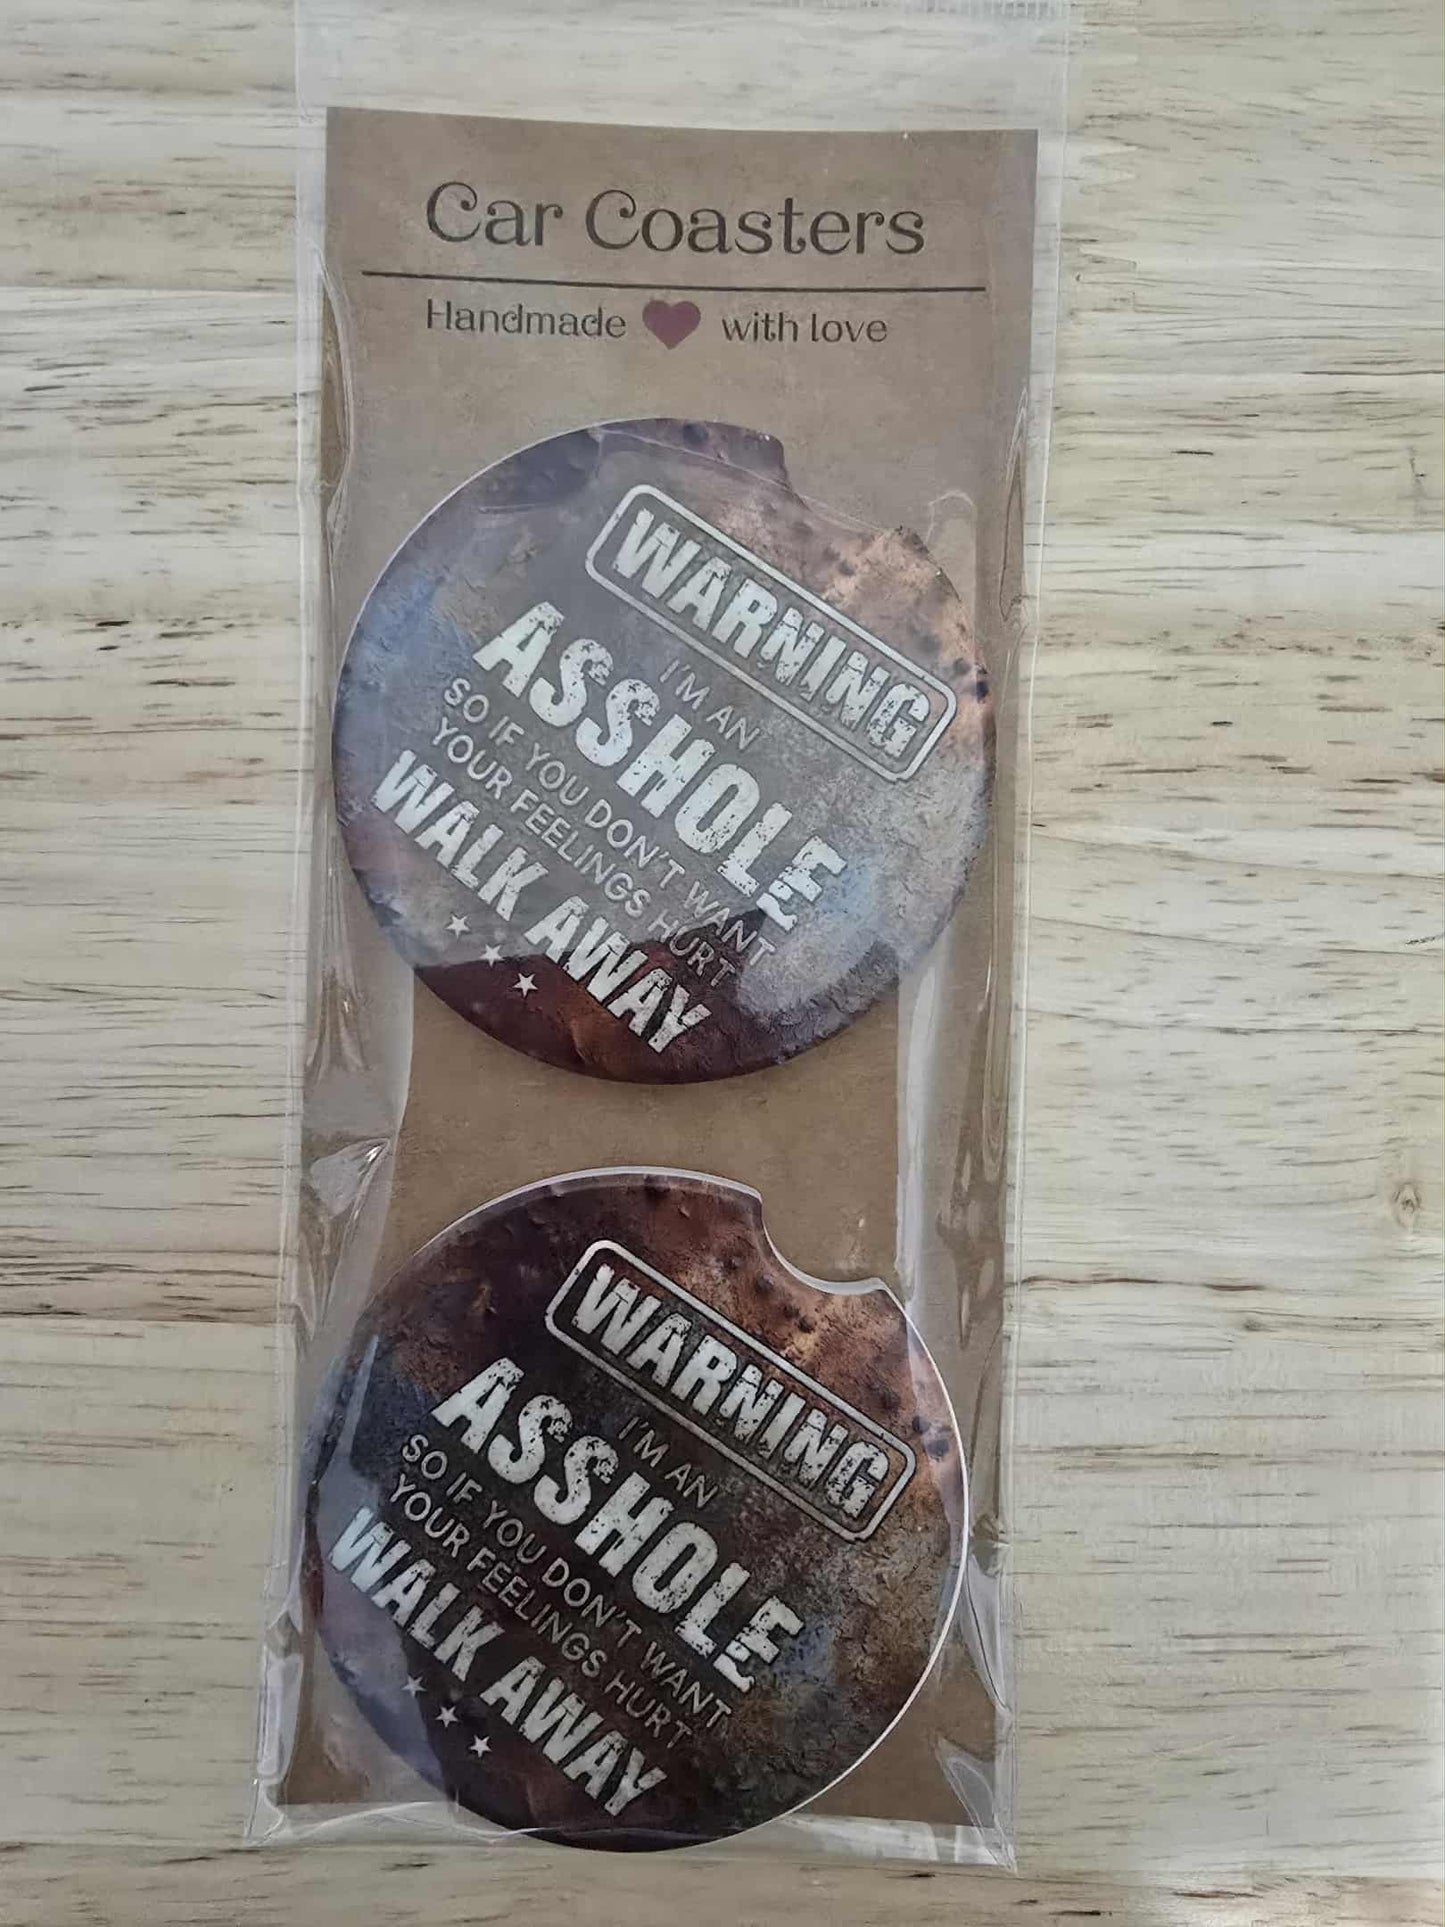 Car Coasters
Handmade with love
WARNING
I'M AN
ASSHOLE
SO IF YOU DON'T WANT
YOUR FEELINGS HURT
WALK AWAY
WARNING
I'M AN
ASSHOLE
SO IF YOU DON'T WANT
YOUR FEELINGS HURT
WALK AWAY